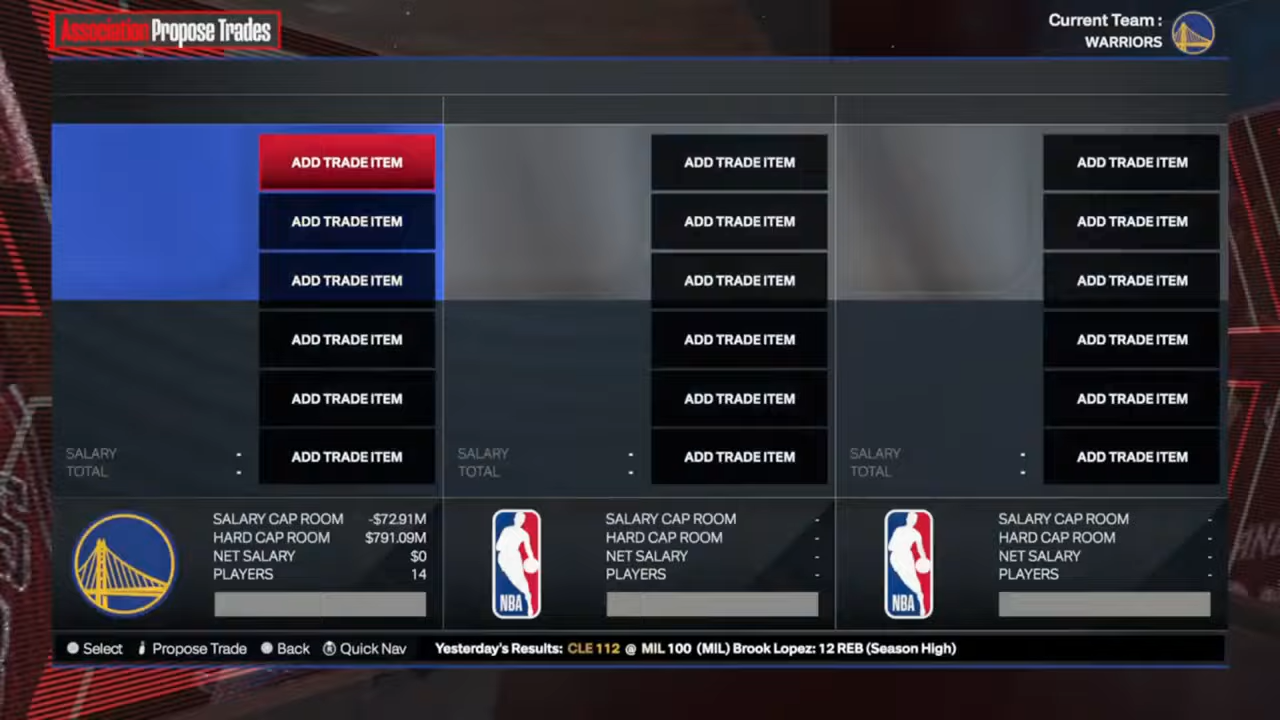 Association Propose Trades
Current Team :
WARRIORS
ADD TRADE ITEM
ADD TRADE ITEM
ADD TRADE ITEM
ADD TRADE ITEM
ADD TRADE ITEM
ADD TRADE ITEM
SALARY -
TOTAL -
ADD TRADE ITEM
ADD TRADE ITEM
ADD TRADE ITEM
ADD TRADE ITEM
ADD TRADE ITEM
ADD TRADE ITEM
SALARY -
TOTAL -
ADD TRADE ITEM
ADD TRADE ITEM
ADD TRADE ITEM
ADD TRADE ITEM
ADD TRADE ITEM
ADD TRADE ITEM
SALARY -
TOTAL -
SALARY CAP ROOM -$72.91M
HARD CAP ROOM $791.09M
NET SALARY $0
PLAYERS 14
NBA
SALARY CAP ROOM -
HARD CAP ROOM -
NET SALARY -
PLAYERS -
NBA
SALARY CAP ROOM -
HARD CAP ROOM -
NET SALARY -
PLAYERS -
Select Propose Trade Back Quick Nav Yesterday's Results: CLE 112 @ MIL 100 (MIL) Brook Lopez: 12 REB (Season High)